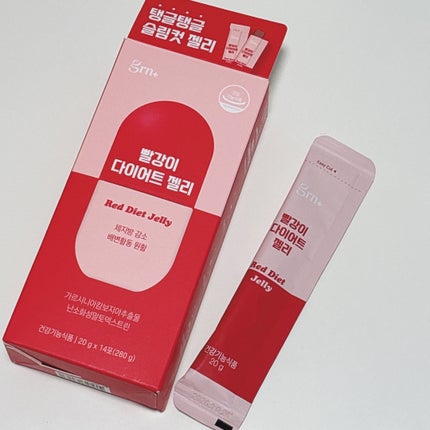 탱글탱글
슬림컷 젤리
grn+
빨강이
다이어트 젤리
Red Diet Jelly
체지방 감소
배변활동 원활
가르시니아캄보지아추출물
난소화성말토덱스트린
건강기능식품 | 20 g x 14포(280 g)
Easy Cut
grn+
빨강이
다이어트
젤리
Red Diet
Jelly
건강기능식품
20 g